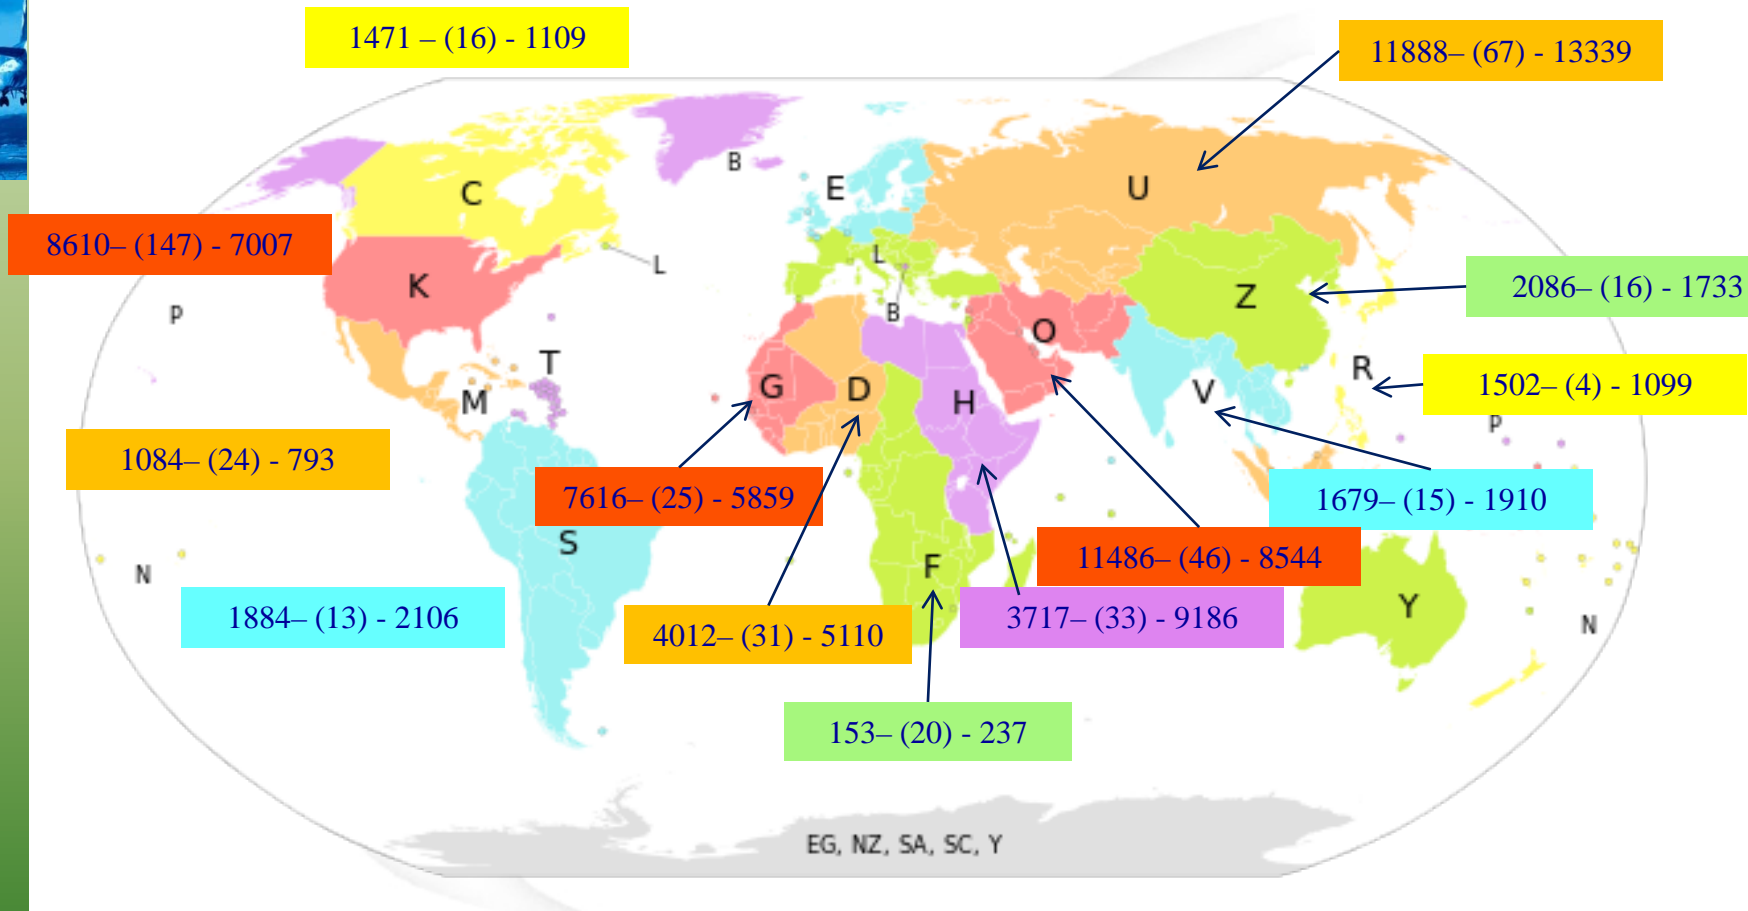 1471 – (16) - 1109
11888– (67) - 13339
B
E
U
C
8610– (147) - 7007
L
L
K
Z
2086– (16) - 1733
P
B
O
T
R
G
D
H
V
1502– (4) - 1099
M
P
1084– (24) - 793
7616– (25) - 5859
1679– (15) - 1910
S
11486– (46) - 8544
N
F
1884– (13) - 2106
4012– (31) - 5110
3717– (33) - 9186
Y
N
153– (20) - 237
EG, NZ, SA, SC, Y